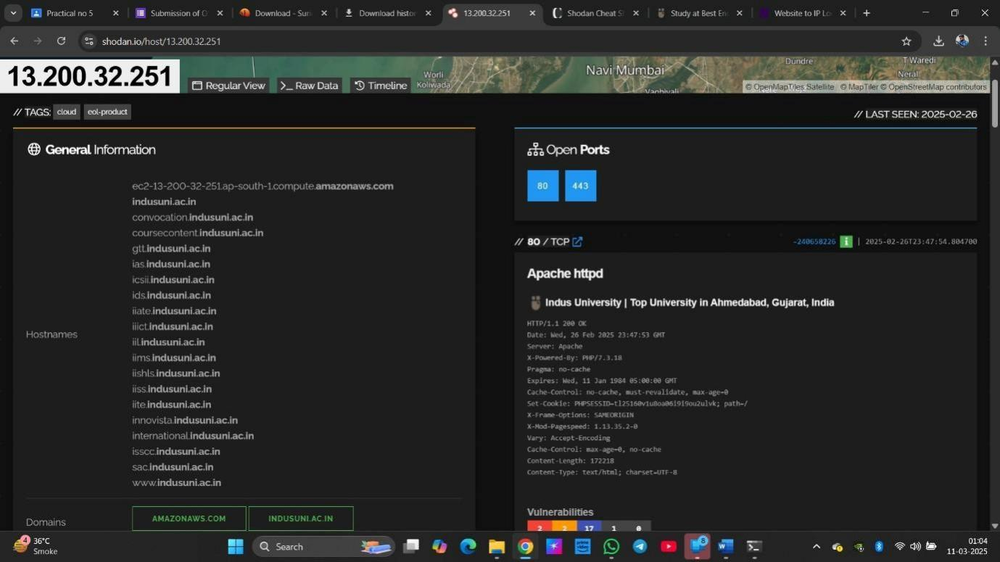 Practical no 5
Submission of O
Download - Suri
Download histor
13.200.32.251
Shodan Cheat S
Study at Best En
Website to IP Lo
shodan.io/host/13.200.32.251
13.200.32.251
Regular View
Raw Data
Timeline
Worli
Koliwada
Navi Mumbai
Vaghivali
Dundre
T Waredi
Neral
© OpenMapTiles Satellite © MapTiler © OpenStreetMap contributors
// TAGS: cloud eol-product
// LAST SEEN: 2025-02-26
General Information
Hostnames
ec2-13-200-32-251.ap-south-1.compute.amazonaws.com
indusuni.ac.in
convocation.indusuni.ac.in
coursecontent.indusuni.ac.in
gtt.indusuni.ac.in
ias.indusuni.ac.in
icsii.indusuni.ac.in
ids.indusuni.ac.in
iiate.indusuni.ac.in
iiict.indusuni.ac.in
iil.indusuni.ac.in
iims.indusuni.ac.in
iishls.indusuni.ac.in
iiss.indusuni.ac.in
iite.indusuni.ac.in
innovista.indusuni.ac.in
international.indusuni.ac.in
isscc.indusuni.ac.in
sac.indusuni.ac.in
www.indusuni.ac.in
Domains
AMAZONAWS.COM
INDUSUNI.AC.IN
Open Ports
80
443
// 80 / TCP
-240658226 | 2025-02-26T23:47:54.804700
Apache httpd
Indus University | Top University in Ahmedabad, Gujarat, India
HTTP/1.1 200 OK
Date: Wed, 26 Feb 2025 23:47:53 GMT
Server: Apache
X-Powered-By: PHP/7.3.18
Pragma: no-cache
Expires: Wed, 11 Jan 1984 05:00:00 GMT
Cache-Control: no-cache, must-revalidate, max-age=0
Set-Cookie: PHPSESSID=tl25160v1u8oa06i9i9ou2ulvk; path=/
X-Frame-Options: SAMEORIGIN
X-Mod-Pagespeed: 1.13.35.2-0
Vary: Accept-Encoding
Cache-Control: max-age=0, no-cache
Content-Length: 172218
Content-Type: text/html; charset=UTF-8
Vulnerabilities
2 2 17 1 0
4
36°C
Smoke
Search
prime video
8
01:04
11-03-2025